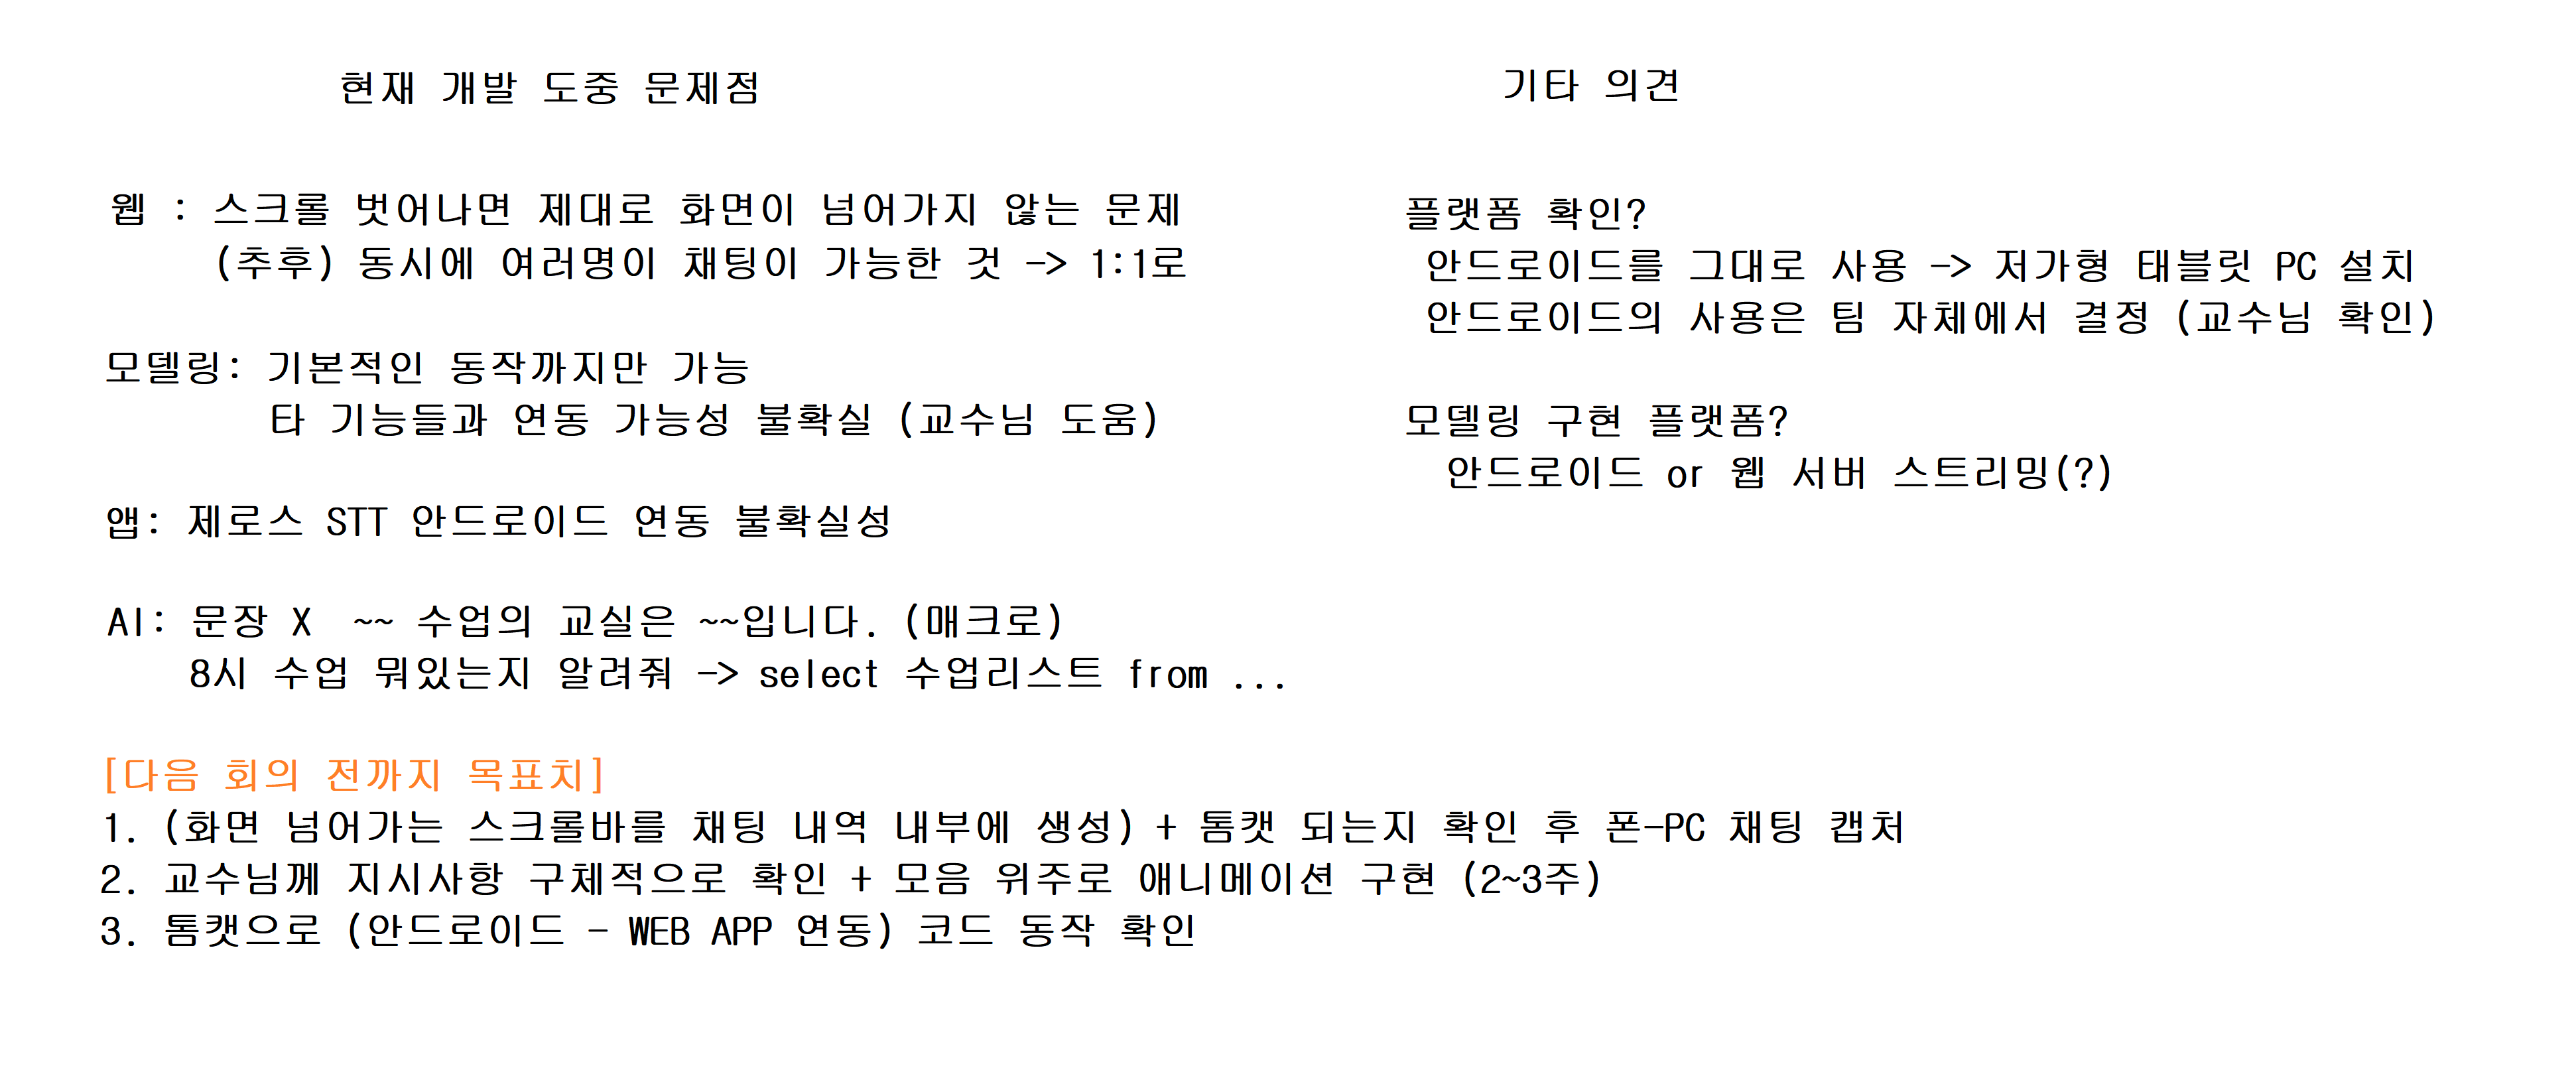 현재 개발 도중 문제점
웹 : 스크롤 벗어나면 제대로 화면이 넘어가지 않는 문제
(추후) 동시에 여러명이 채팅이 가능한 것 -> 1:1로
모델링: 기본적인 동작까지만 가능
타 기능들과 연동 가능성 불확실 (교수님 도움)
앱: 제로스 STT 안드로이드 연동 불확실성
AI: 문장 X ~~ 수업의 교실은 ~~입니다. (매크로)
8시 수업 뭐있는지 알려줘 -> select 수업리스트 from ...
기타 의견
플랫폼 확인?
안드로이드를 그대로 사용 -> 저가형 태블릿 PC 설치
안드로이드의 사용은 팀 자체에서 결정 (교수님 확인)
모델링 구현 플랫폼?
안드로이드 or 웹 서버 스트리밍(?)
[다음 회의 전까지 목표치]
1. (화면 넘어가는 스크롤바를 채팅 내역 내부에 생성) + 톰캣 되는지 확인 후 폰-PC 채팅 캡처
2. 교수님께 지시사항 구체적으로 확인 + 모음 위주로 애니메이션 구현 (2~3주)
3. 톰캣으로 (안드로이드 - WEB APP 연동) 코드 동작 확인